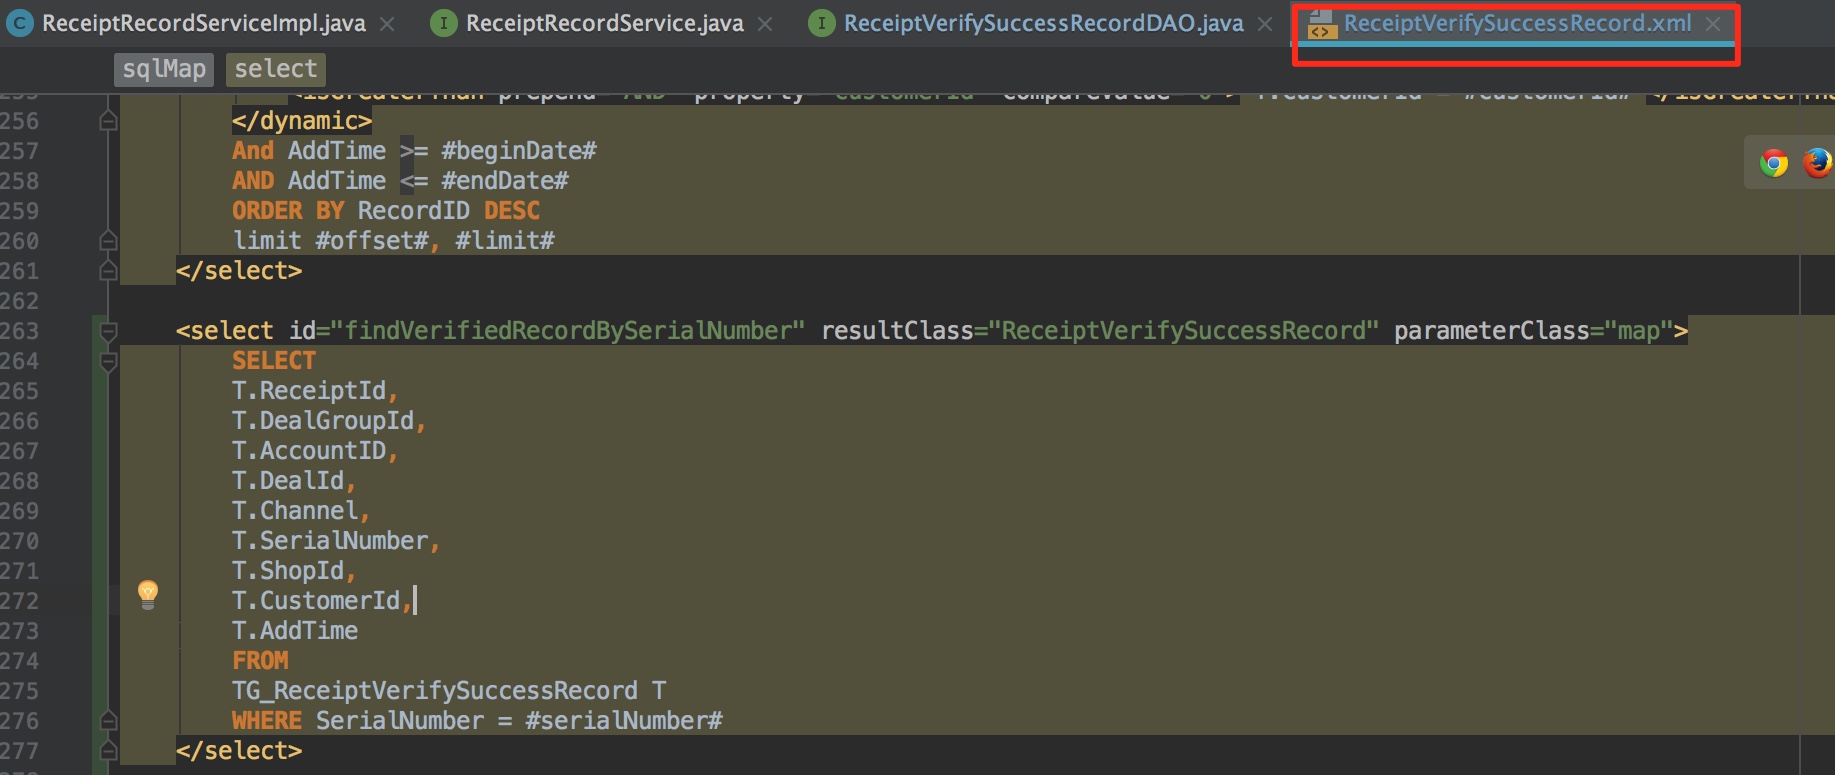 ReceiptRecordServiceImpl.java ReceiptRecordService.java ReceiptVerifySuccessRecordDAO.java ReceiptVerifySuccessRecord.xml
sqlMap select
256 </dynamic>
257 And AddTime >= #beginDate#
258 AND AddTime <= #endDate#
259 ORDER BY RecordID DESC
260 limit #offset#, #limit#
261 </select>
262
263 <select id="findVerifiedRecordBySerialNumber" resultClass="ReceiptVerifySuccessRecord" parameterClass="map">
264 SELECT
265 T.ReceiptId,
266 T.DealGroupId,
267 T.AccountID,
268 T.DealId,
269 T.Channel,
270 T.SerialNumber,
271 T.ShopId,
272 T.CustomerId,
273 T.AddTime
274 FROM
275 TG_ReceiptVerifySuccessRecord T
276 WHERE SerialNumber = #serialNumber#
277 </select>